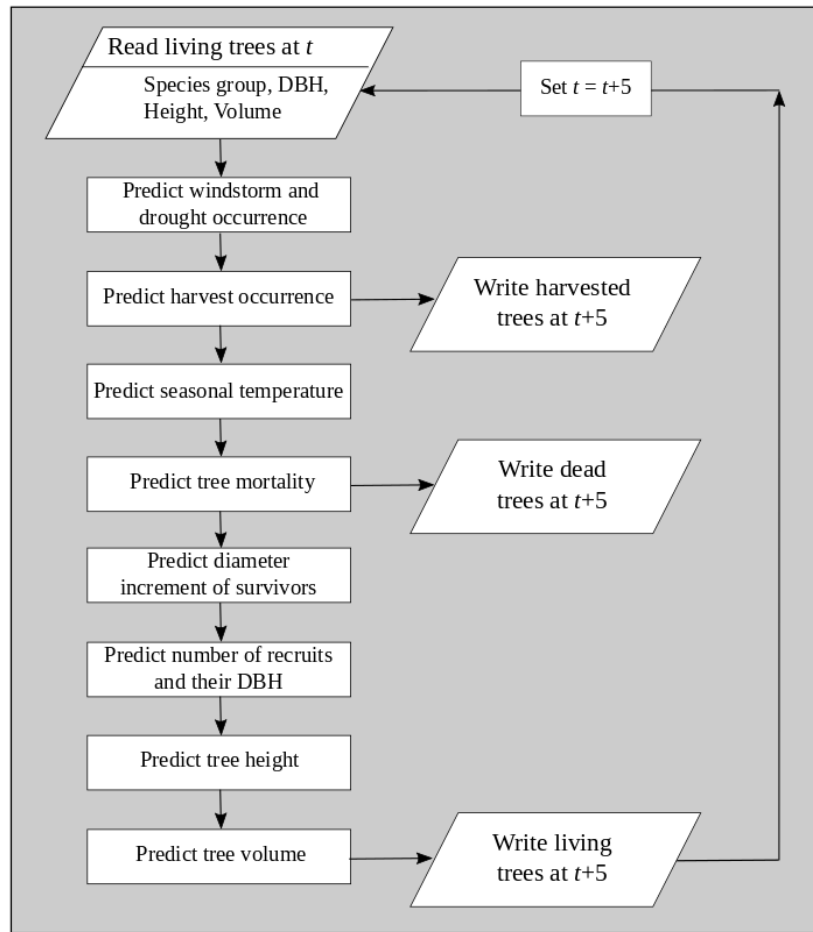 Read living trees at t
Species group, DBH,
Height, Volume
Set t = t+5
Predict windstorm and
drought occurrence
Predict harvest occurrence
Write harvested
trees at t+5
Predict seasonal temperature
Predict tree mortality
Write dead
trees at t+5
Predict diameter
increment of survivors
Predict number of recruits
and their DBH
Predict tree height
Predict tree volume
Write living
trees at t+5